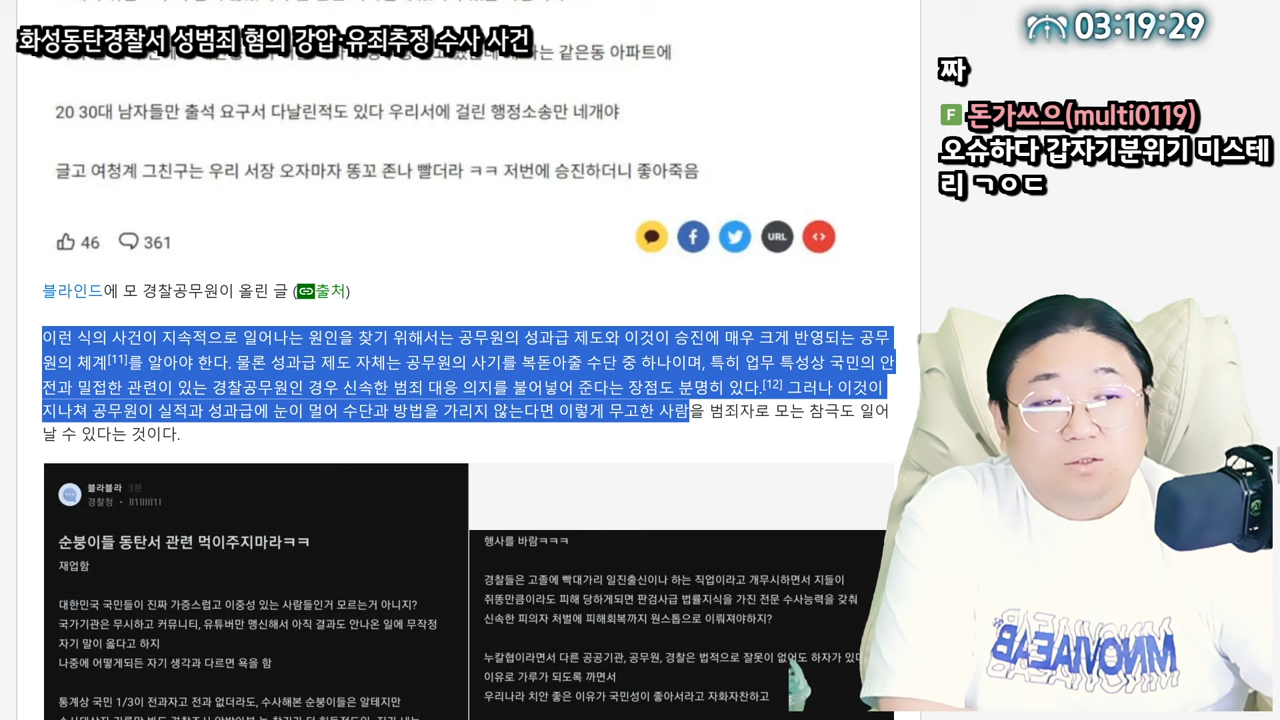 화성동탄경찰서 성범죄 혐의 강압·유죄추정 수사 사건
는 같은동 아파트에
20 30대 남자들만 출석 요구서 다날린적도 있다 우리서에 걸린 행정소송만 네개야
글고 여청계 그친구는 우리 서장 오자마자 똥꼬 존나 빨더라 ㅋㅋ 저번에 승진하더니 좋아죽음
46 361
URL
블라인드에 모 경찰공무원이 올린 글 (출처)
이런 식의 사건이 지속적으로 일어나는 원인을 찾기 위해서는 공무원의 성과급 제도와 이것이 승진에 매우 크게 반영되는 공무
원의 체계[11]를 알아야 한다. 물론 성과급 제도 자체는 공무원의 사기를 복돋아줄 수단 중 하나이며, 특히 업무 특성상 국민의 안
전과 밀접한 관련이 있는 경찰공무원인 경우 신속한 범죄 대응 의지를 불어넣어 준다는 장점도 분명히 있다.[12] 그러나 이것이
지나쳐 공무원이 실적과 성과급에 눈이 멀어 수단과 방법을 가리지 않는다면 이렇게 무고한 사람을 범죄자로 모는 참극도 일어
날 수 있다는 것이다.
블라블라 3분
경찰청
순붕이들 동탄서 관련 먹이주지마라ㅋㅋ
재업함
대한민국 국민들이 진짜 가증스럽고 이중성 있는 사람들인거 모르는거 아니지?
국가기관은 무시하고 커뮤니티, 유튜버만 맹신해서 아직 결과도 안나온 일에 무작정
자기 말이 옳다고 하지
나중에 어떻게되든 자기 생각과 다르면 욕을 함
통계상 국민 1/3이 전과자고 전과 없더라도, 수사해본 순붕이들은 알테지만
행사를 바람ㅋㅋㅋ
경찰들은 고졸에 빡대가리 일진출신이나 하는 직업이라고 개무시하면서 지들이
쥐똥만큼이라도 피해 당하게되면 판검사급 법률지식을 가진 전문 수사능력을 갖춰
신속한 피의자 처벌에 피해회복까지 원스톱으로 이뤄져야하지?
누칼협이라면서 다른 공공기관, 공무원, 경찰은 법적으로 잘못이 없어도 하자가 있다
이유로 가루가 되도록 까면서
우리나라 치안 좋은 이유가 국민성이 좋아서라고 자화자찬하고
03:19:29
짜
F 돈가쓰으(multi0119)
오슈하다 갑자기분위기 미스테
리 ㄱㅇㄷ